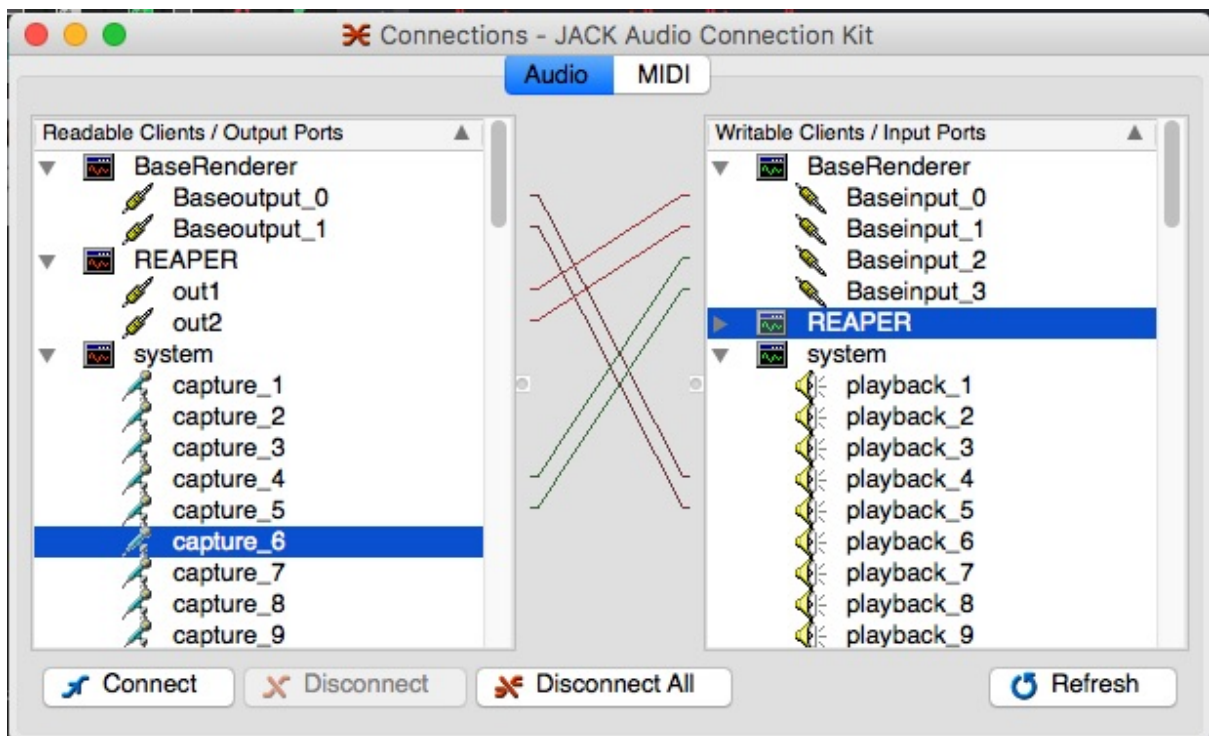 Connections - JACK Audio Connection Kit
Audio MIDI
Readable Clients / Output Ports
BaseRenderer
Baseoutput_0
Baseoutput_1
REAPER
out1
out2
system
capture_1
capture_2
capture_3
capture_4
capture_5
capture_6
capture_7
capture_8
capture_9
Writable Clients / Input Ports
BaseRenderer
Baseinput_0
Baseinput_1
Baseinput_2
Baseinput_3
REAPER
system
playback_1
playback_2
playback_3
playback_4
playback_5
playback_6
playback_7
playback_8
playback_9
Connect Disconnect Disconnect All Refresh